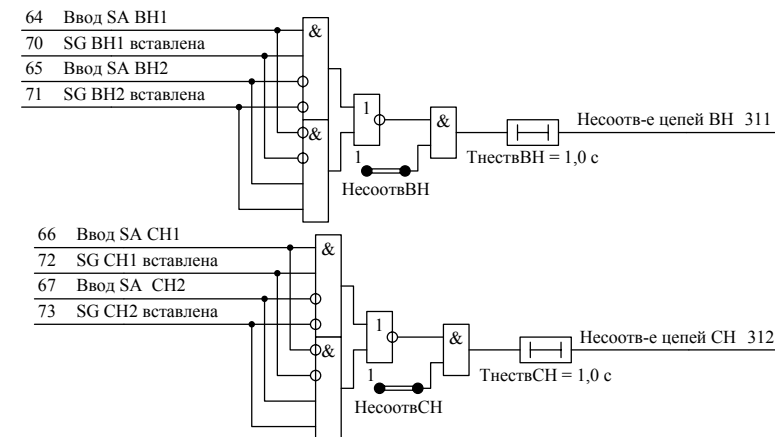 64 Ввод SA ВН1
&
70 SG ВН1 вставлена
65 Ввод SA ВН2
71 SG ВН2 вставлена
1
&
Несоотв-е цепей ВН 311
&
1
ТнествВН = 1,0 с
НесоотвВН
66 Ввод SA СН1
&
72 SG СН1 вставлена
67 Ввод SA СН2
73 SG СН2 вставлена
1
&
Несоотв-е цепей СН 312
&
1
ТнествСН = 1,0 с
НесоотвСН